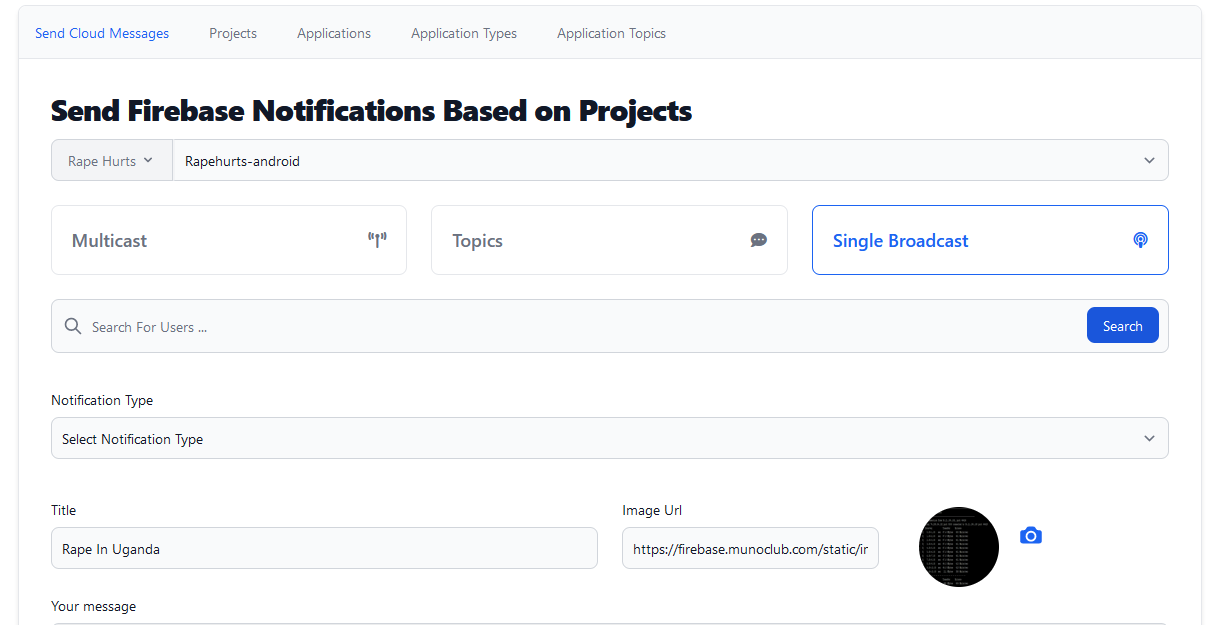 Send Cloud Messages Projects Applications Application Types Application Topics
Send Firebase Notifications Based on Projects
Rape Hurts Rapehurts-android
Multicast Topics Single Broadcast
Search For Users ... Search
Notification Type
Select Notification Type
Title Image Url
Rape In Uganda https://firebase.munoclub.com/static/ir
Your message